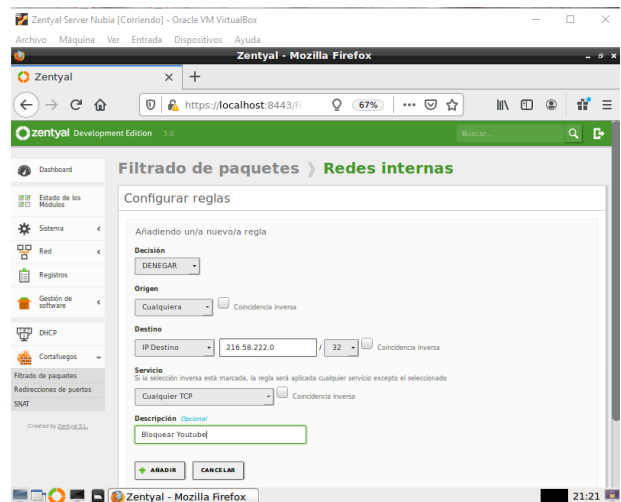 Zentyal Server Nubia [Corriendo] - Oracle VM VirtualBox
Archivo Máquina Ver Entrada Dispositivos Ayuda
Zentyal - Mozilla Firefox
Zentyal
https://localhost:8443/F
67%
zentyal Development Edition 5.0
Buscar...
Dashboard
Estado de los Módulos
Sistema
Red
Registros
Gestión de software
DHCP
Cortafuegos
Filtrado de paquetes
Redirecciones de puertos
SNAT
Created by Zentyal S.L.
Filtrado de paquetes Redes internas
Configurar reglas
Añadiendo un/a nuevo/a regla
Decisión
DENEGAR
Origen
Cualquiera Coincidencia inversa
Destino
IP Destino 216.58.222.0 / 32 Coincidencia inversa
Servicio
Si la selección inversa está marcada, la regla será aplicada cualquier servicio excepto el seleccionado
Cualquier TCP Coincidencia inversa
Descripción Opcional
Bloquear Youtube
AÑADIR CANCELAR
Zentyal - Mozilla Firefox
21:21